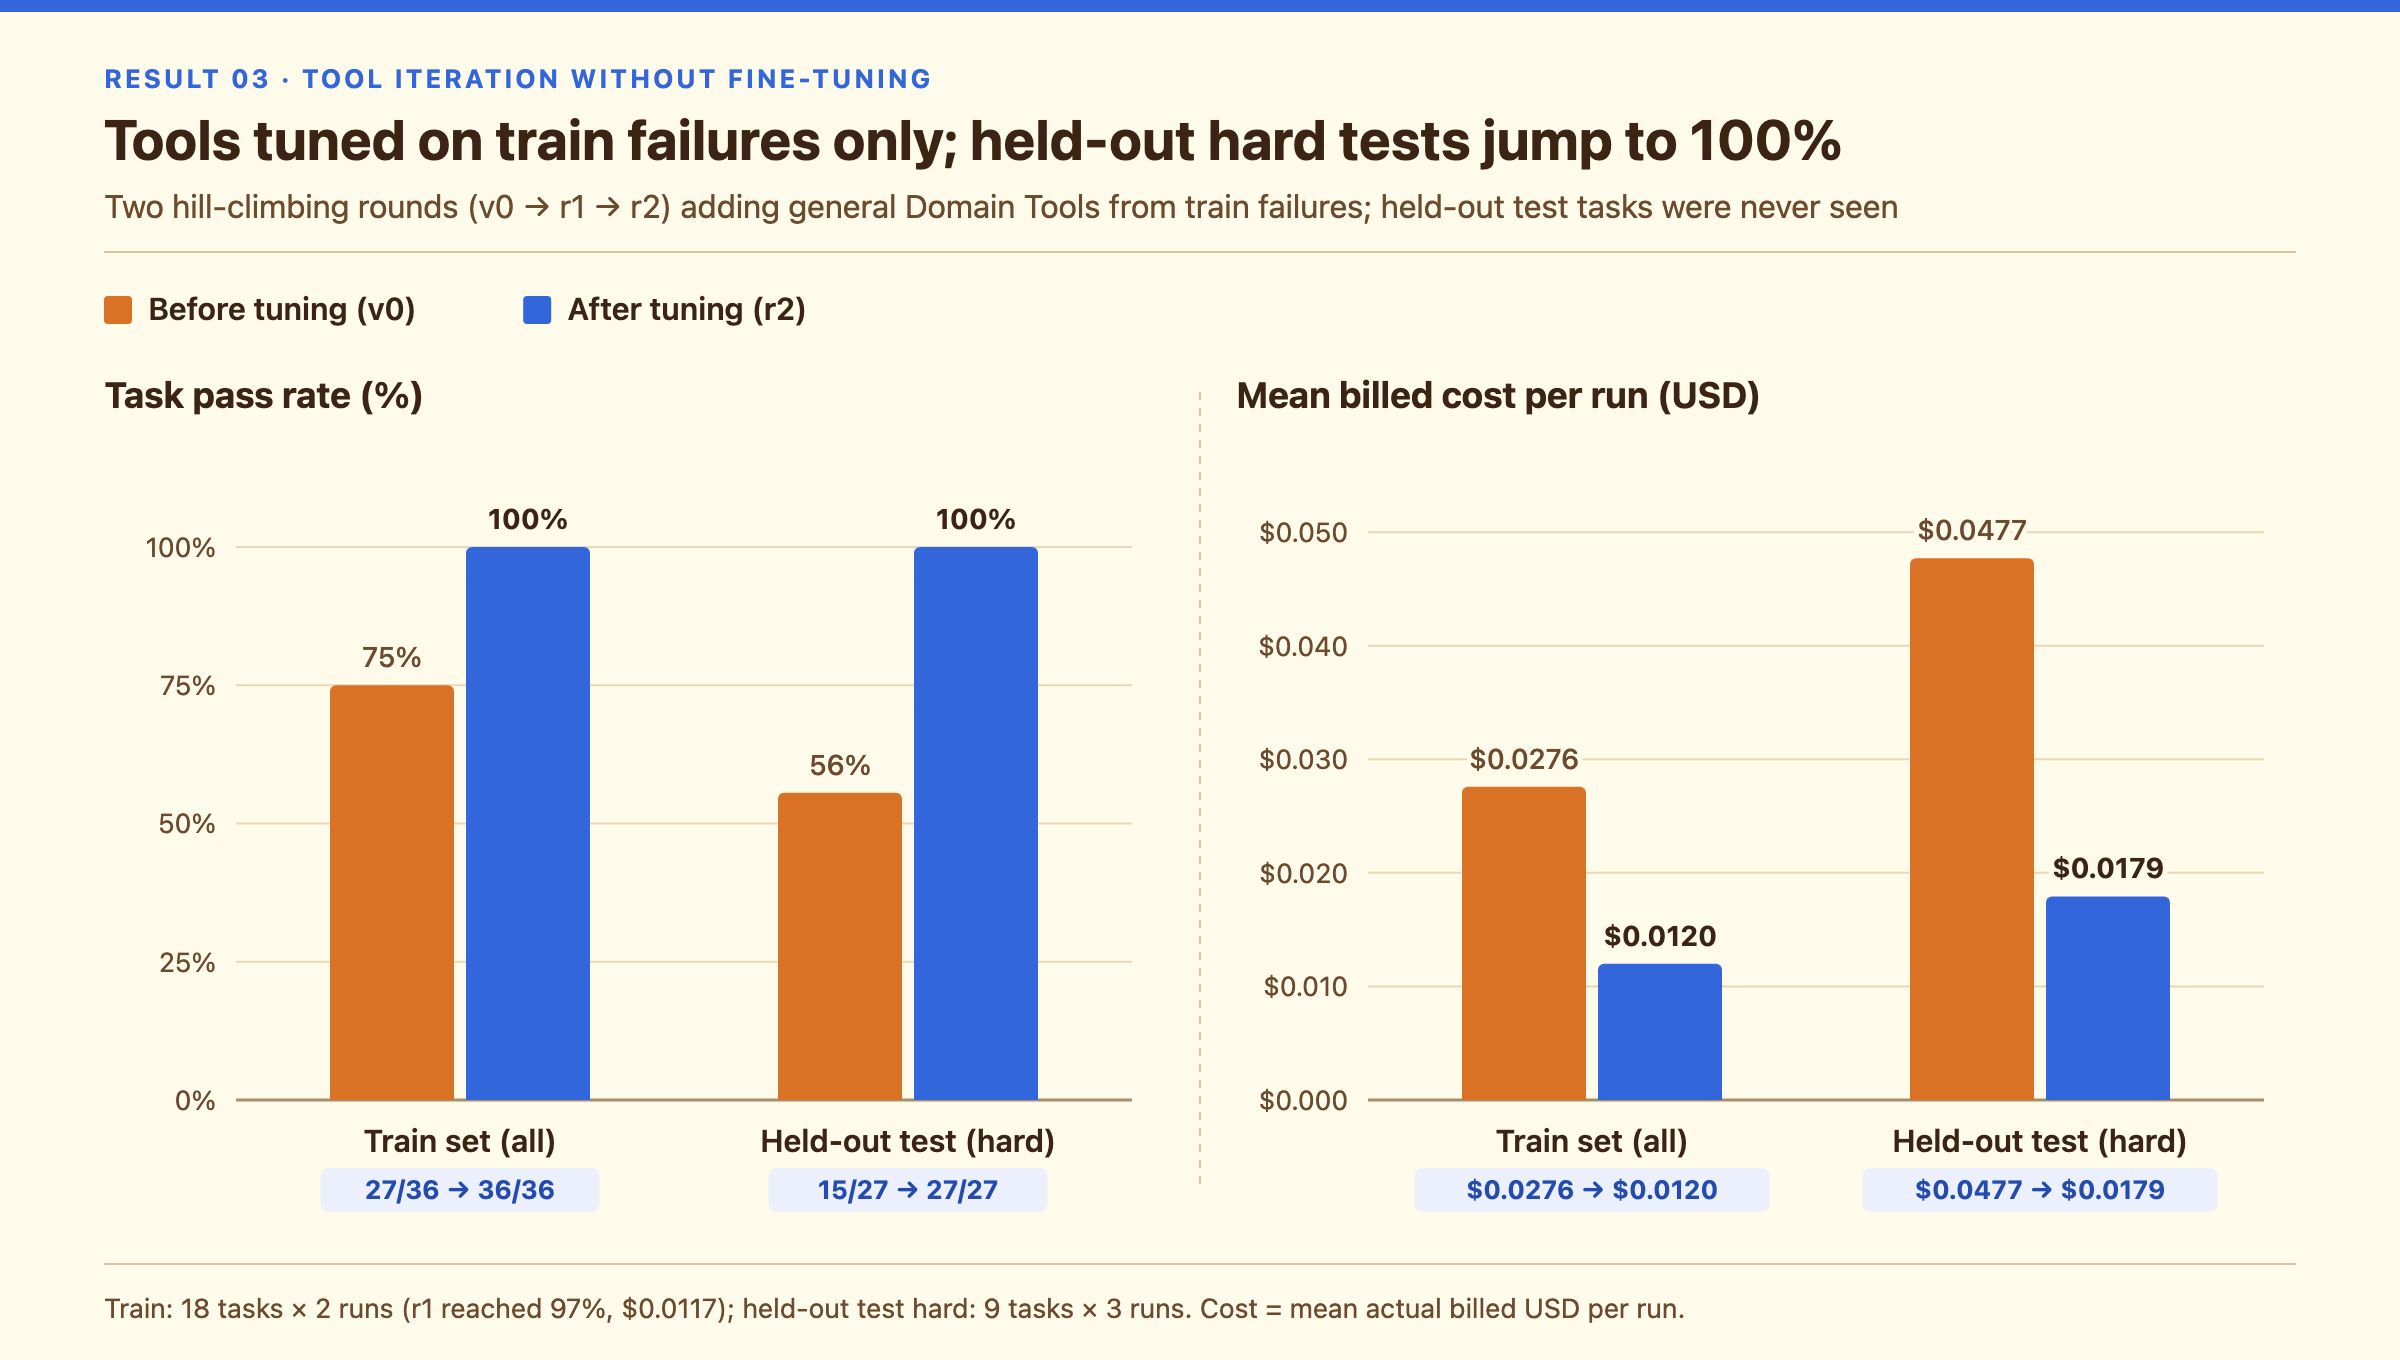 RESULT 03 · TOOL ITERATION WITHOUT FINE-TUNING
Tools tuned on train failures only; held-out hard tests jump to 100%
Two hill-climbing rounds (v0 → r1 → r2) adding general Domain Tools from train failures; held-out test tasks were never seen
Before tuning (v0)
After tuning (r2)
Task pass rate (%)
100%
75%
50%
25%
0%
75%
100%
56%
100%
Train set (all)
Held-out test (hard)
27/36 → 36/36
15/27 → 27/27
Mean billed cost per run (USD)
$0.050
$0.040
$0.030
$0.020
$0.010
$0.000
$0.0276
$0.0120
$0.0477
$0.0179
Train set (all)
Held-out test (hard)
$0.0276 → $0.0120
$0.0477 → $0.0179
Train: 18 tasks × 2 runs (r1 reached 97%, $0.0117); held-out test hard: 9 tasks × 3 runs. Cost = mean actual billed USD per run.